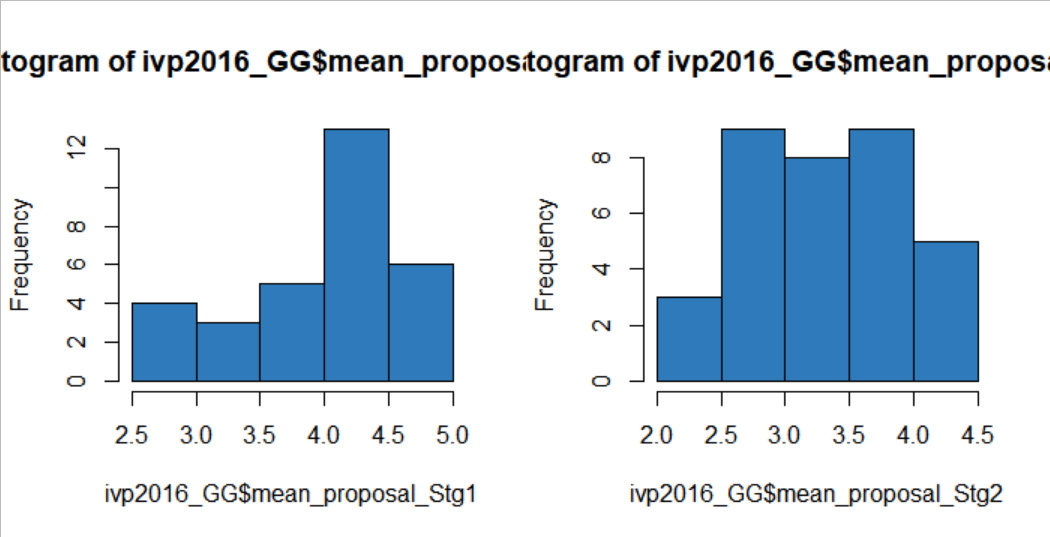 togram of ivp2016_GG$mean_propos
togram of ivp2016_GG$mean_propos
Frequency
12
8
6
4
2
0
2.5 3.0 3.5 4.0 4.5 5.0
ivp2016_GG$mean_proposal_Stg1
Frequency
8
6
4
2
0
2.0 2.5 3.0 3.5 4.0 4.5
ivp2016_GG$mean_proposal_Stg2